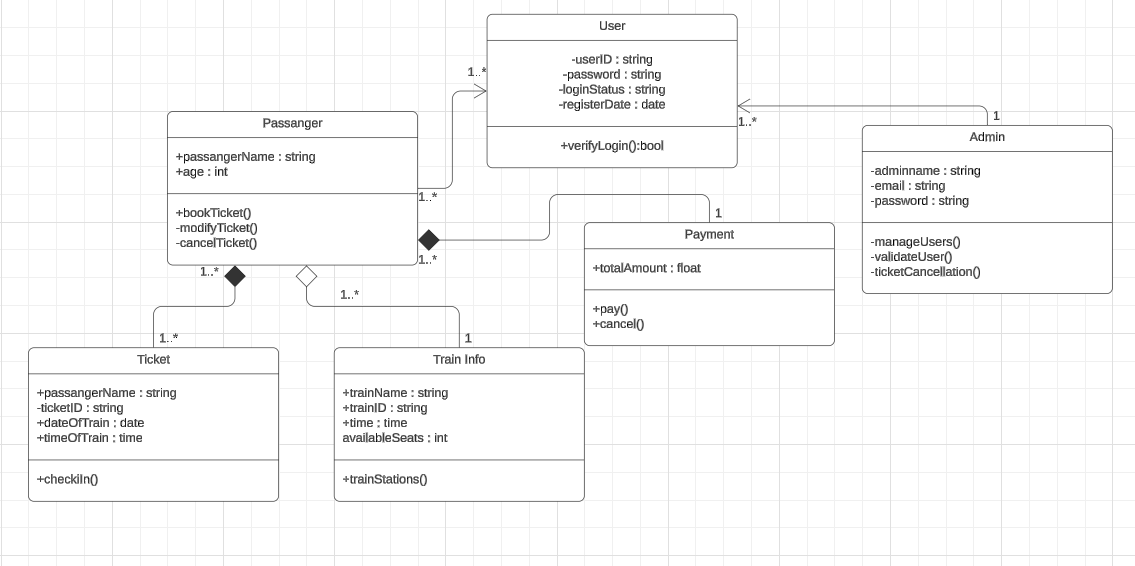 User
-userID : string
-password : string
-loginStatus : string
-registerDate : date
+verifyLogin():bool
1..*
1..*
1
Passanger
+passangerName : string
+age : int
+bookTicket()
-modifyTicket()
-cancelTicket()
1..*
1..*
1
Admin
-adminname : string
-email : string
-password : string
-manageUsers()
-validateUser()
-ticketCancellation()
Payment
+totalAmount : float
+pay()
+cancel()
1..*
1..*
1..*
1
Ticket
+passangerName : string
-ticketID : string
+dateOfTrain : date
+timeOfTrain : time
+checkiIn()
Train Info
+trainName : string
+trainID : string
+time : time
availableSeats : int
+trainStations()